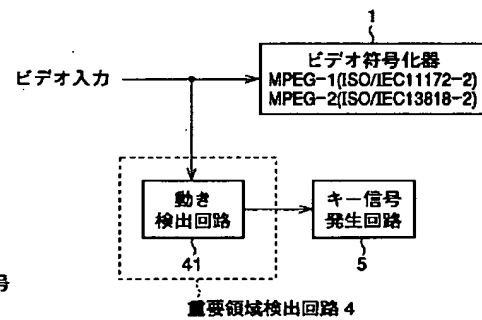 1
ビデオ符号化器
MPEG-1(ISO/IEC11172-2)
MPEG-2(ISO/IEC13818-2)
ビデオ入力
動き
検出回路
キー信号
発生回路
41
5
号
重要領域検出回路 4